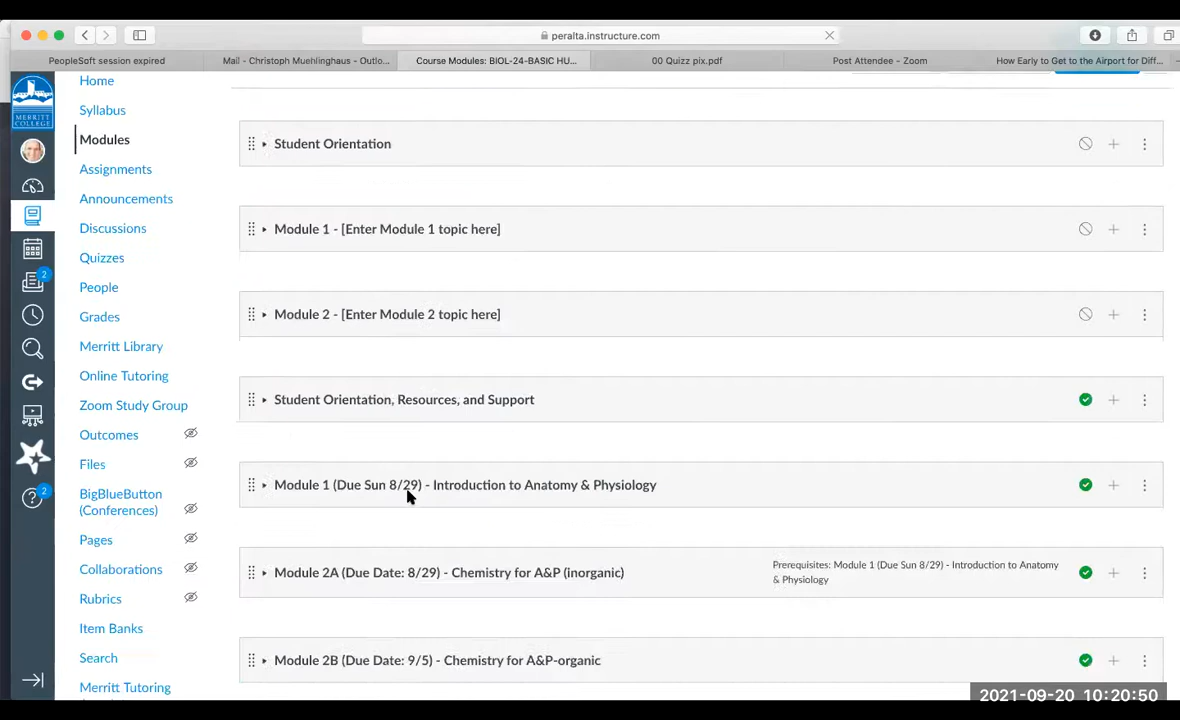 peralta.instructure.com
PeopleSoft session expired
Mail - Christoph Muehlinghaus - Outlo...
Course Modules: BIOL-24-BASIC HU...
00 Quizz pix.pdf
Post Attendee - Zoom
How Early to Get to the Airport for Diff...
MERRITT
COLLEGE
2
2
Home
Syllabus
Modules
Assignments
Announcements
Discussions
Quizzes
People
Grades
Merritt Library
Online Tutoring
Zoom Study Group
Outcomes
Files
BigBlueButton
(Conferences)
Pages
Collaborations
Rubrics
Item Banks
Search
Merritt Tutoring
Student Orientation
Module 1 - [Enter Module 1 topic here]
Module 2 - [Enter Module 2 topic here]
Student Orientation, Resources, and Support
Module 1 (Due Sun 8/29) - Introduction to Anatomy & Physiology
Module 2A (Due Date: 8/29) - Chemistry for A&P (inorganic)
Prerequisites: Module 1 (Due Sun 8/29) - Introduction to Anatomy
& Physiology
Module 2B (Due Date: 9/5) - Chemistry for A&P-organic
2021-09-20 10:20:50